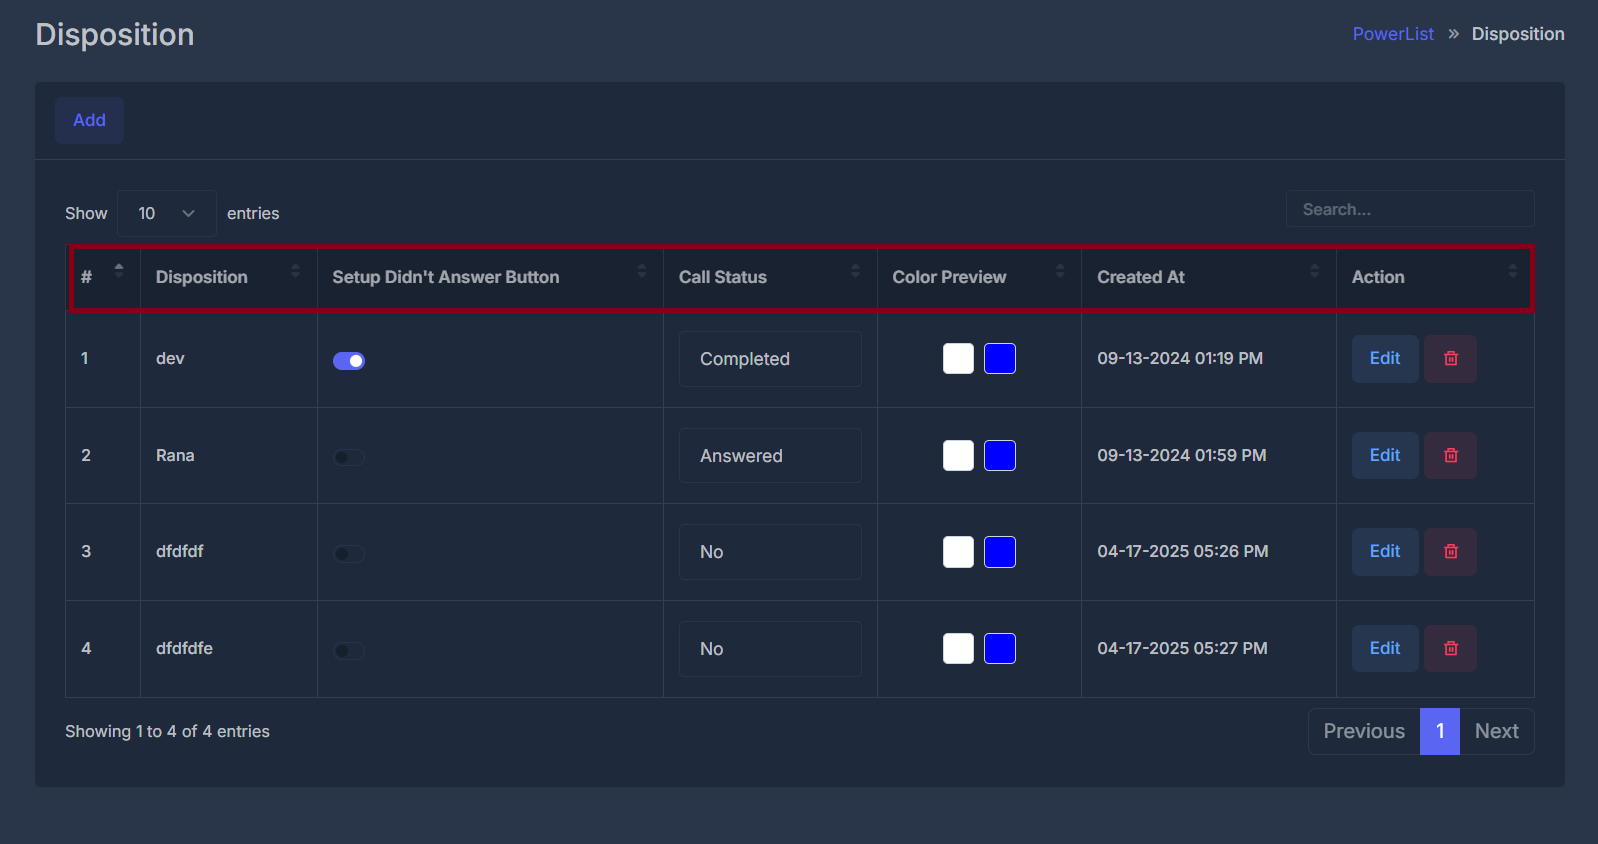 Disposition
PowerList » Disposition
Add
Show 10 entries
Search...
# Disposition Setup Didn't Answer Button Call Status Color Preview Created At Action
1 dev Completed 09-13-2024 01:19 PM Edit
2 Rana Answered 09-13-2024 01:59 PM Edit
3 dfdfdf No 04-17-2025 05:26 PM Edit
4 dfdfdfe No 04-17-2025 05:27 PM Edit
Showing 1 to 4 of 4 entries
Previous 1 Next